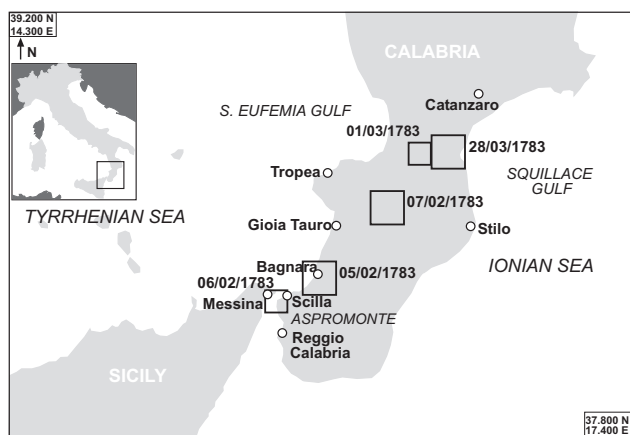 39.200 N
14.300 E
N
CALABRIA
Catanzaro
S. EUFEMIA GULF
01/03/1783
28/03/1783
Tropea
SQUILLACE
GULF
07/02/1783
TYRRHENIAN SEA
Gioia Tauro
Stilo
IONIAN SEA
Bagnara
05/02/1783
06/02/1783
Messina
Scilla
ASPROMONTE
Reggio
Calabria
SICILY
37.800 N
17.400 E